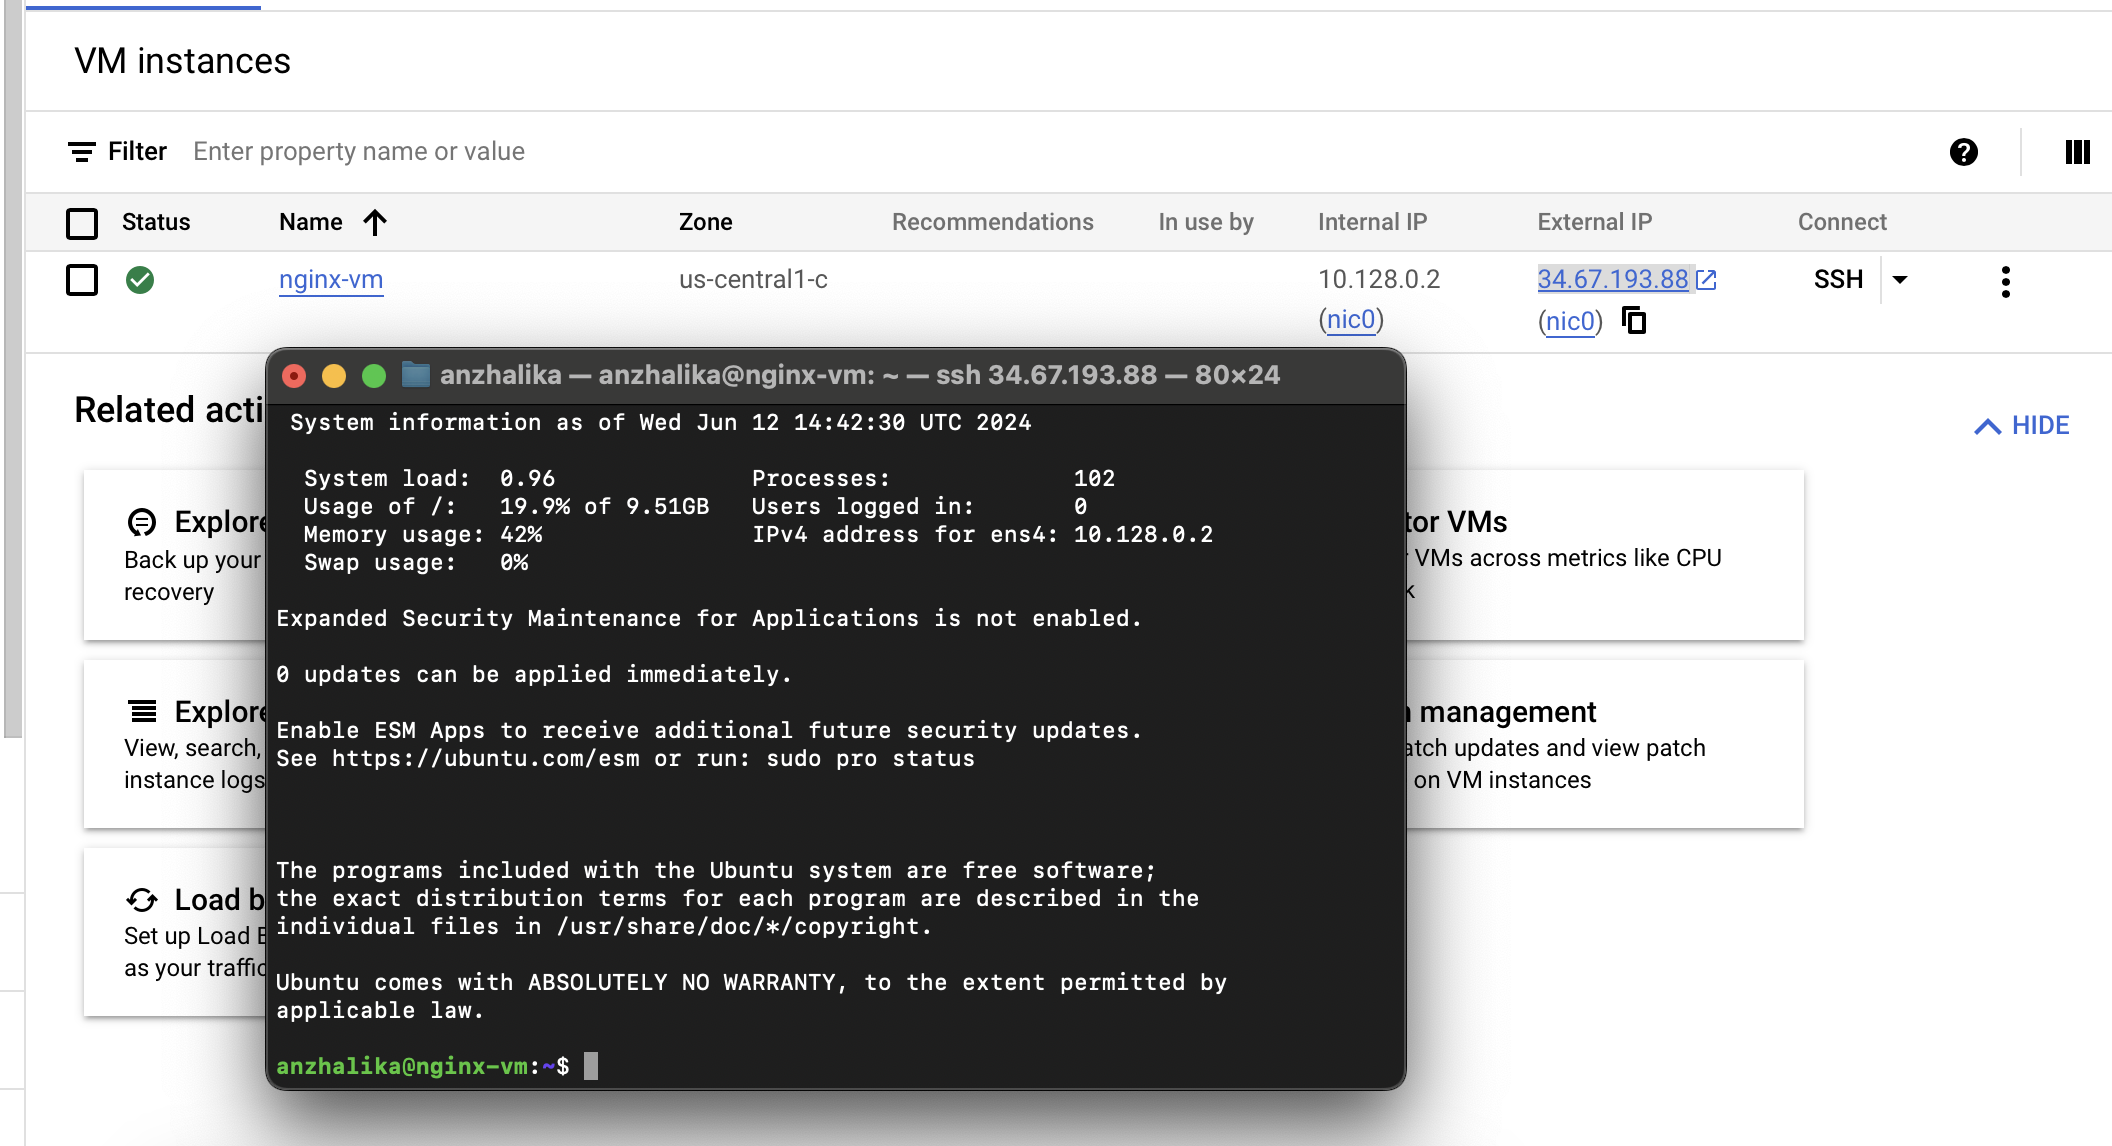 VM instances
Filter Enter property name or value
Status Name Zone Recommendations In use by Internal IP External IP Connect
nginx-vm us-central1-c 10.128.0.2 34.67.193.88 SSH
(nic0) (nic0)
anzhalika — anzhalika@nginx-vm: ~ — ssh 34.67.193.88 — 80×24
Related acti
HIDE
System information as of Wed Jun 12 14:42:30 UTC 2024
System load: 0.96 Processes: 102
Usage of /: 19.9% of 9.51GB Users logged in: 0
Memory usage: 42% IPv4 address for ens4: 10.128.0.2
Swap usage: 0%
Expanded Security Maintenance for Applications is not enabled.
0 updates can be applied immediately.
Enable ESM Apps to receive additional future security updates.
See https://ubuntu.com/esm or run: sudo pro status
The programs included with the Ubuntu system are free software;
the exact distribution terms for each program are described in the
individual files in /usr/share/doc/*/copyright.
Ubuntu comes with ABSOLUTELY NO WARRANTY, to the extent permitted by
applicable law.
anzhalika@nginx-vm:~$
Explore
Back up your
recovery
tor VMs
VMs across metrics like CPU
k
Explore
View, search,
instance logs
management
atch updates and view patch
on VM instances
Load b
Set up Load
as your traffic